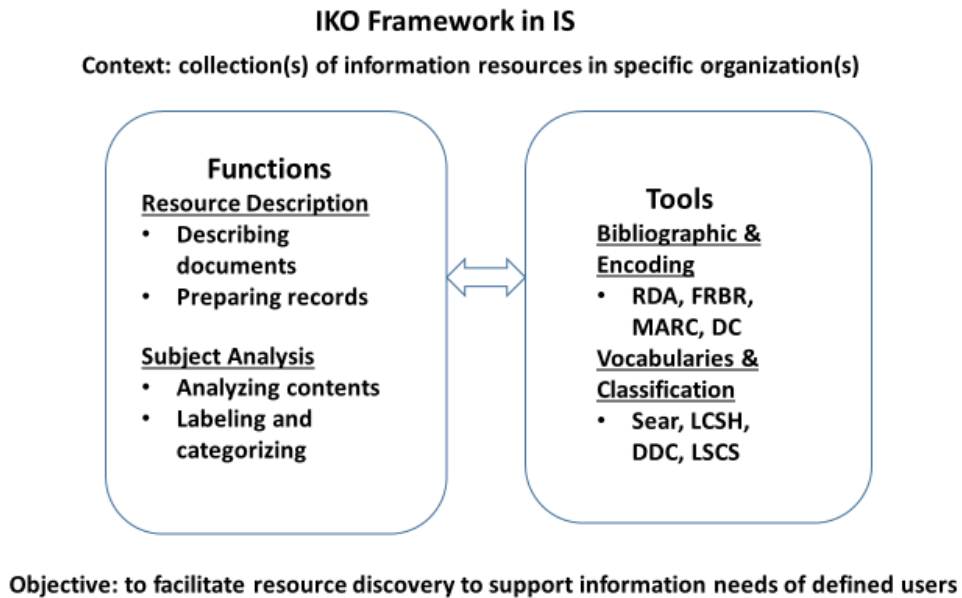 IKO Framework in IS
Context: collection(s) of information resources in specific organization(s)
Functions
Resource Description
• Describing
documents
• Preparing records
Subject Analysis
• Analyzing contents
• Labeling and
categorizing
Tools
Bibliographic &
Encoding
• RDA, FRBR,
MARC, DC
Vocabularies &
Classification
• Sear, LCSH,
DDC, LSCS
Objective: to facilitate resource discovery to support information needs of defined users